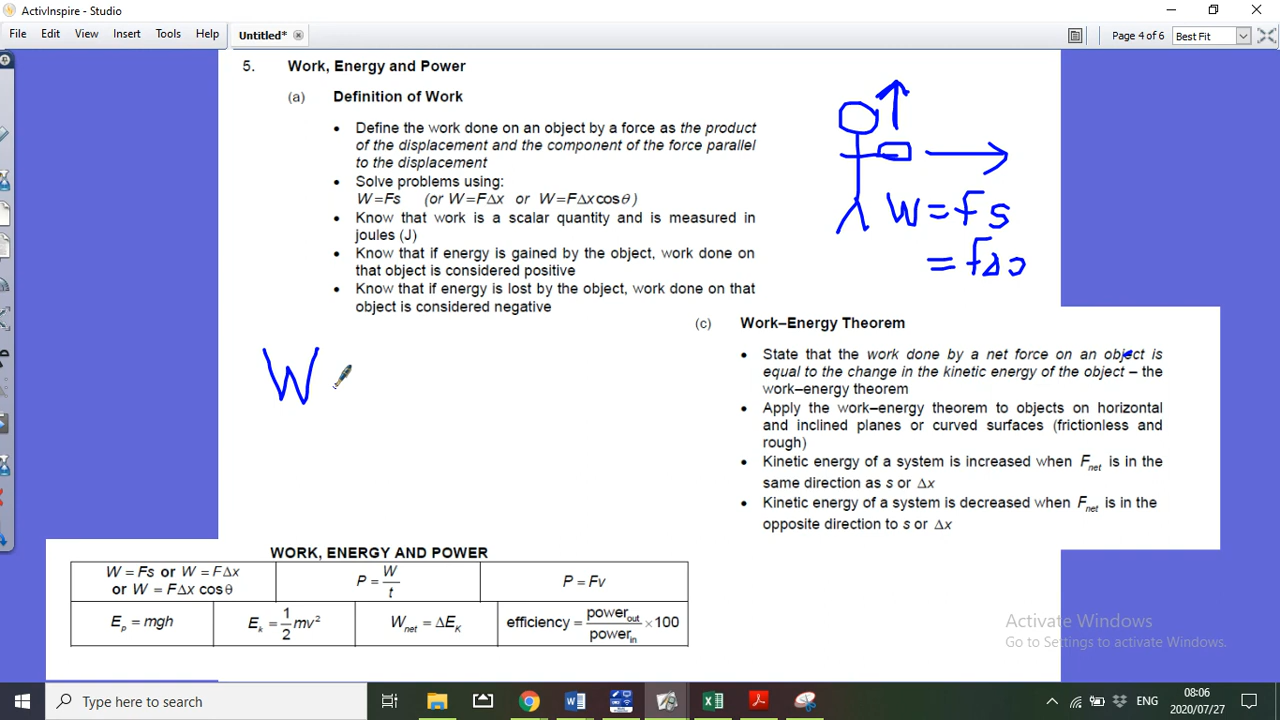 ActivInspire - Studio
File Edit View Insert Tools Help Untitled* Page 4 of 6 Best Fit
5. Work, Energy and Power
(a) Definition of Work
• Define the work done on an object by a force as the product
of the displacement and the component of the force parallel
to the displacement
• Solve problems using:
W=Fs (or W=FΔx or W=FΔxcosθ)
• Know that work is a scalar quantity and is measured in
joules (J)
• Know that if energy is gained by the object, work done on
that object is considered positive
• Know that if energy is lost by the object, work done on that
object is considered negative
W = Fs
= FΔx
W
(c) Work–Energy Theorem
• State that the work done by a net force on an object is
equal to the change in the kinetic energy of the object – the
work–energy theorem
• Apply the work–energy theorem to objects on horizontal
and inclined planes or curved surfaces (frictionless and
rough)
• Kinetic energy of a system is increased when Fnet is in the
same direction as s or Δx
• Kinetic energy of a system is decreased when Fnet is in the
opposite direction to s or Δx
WORK, ENERGY AND POWER
W = Fs or W = FΔx
or W = FΔx cosθ
P = W/t
P = Fv
Ep = mgh
Ek = 1/2 mv²
Wnet = ΔEK
efficiency = powerout/powerin ×100
Activate Windows
Go to Settings to activate Windows.
Type here to search
ENG
08:06
2020/07/27